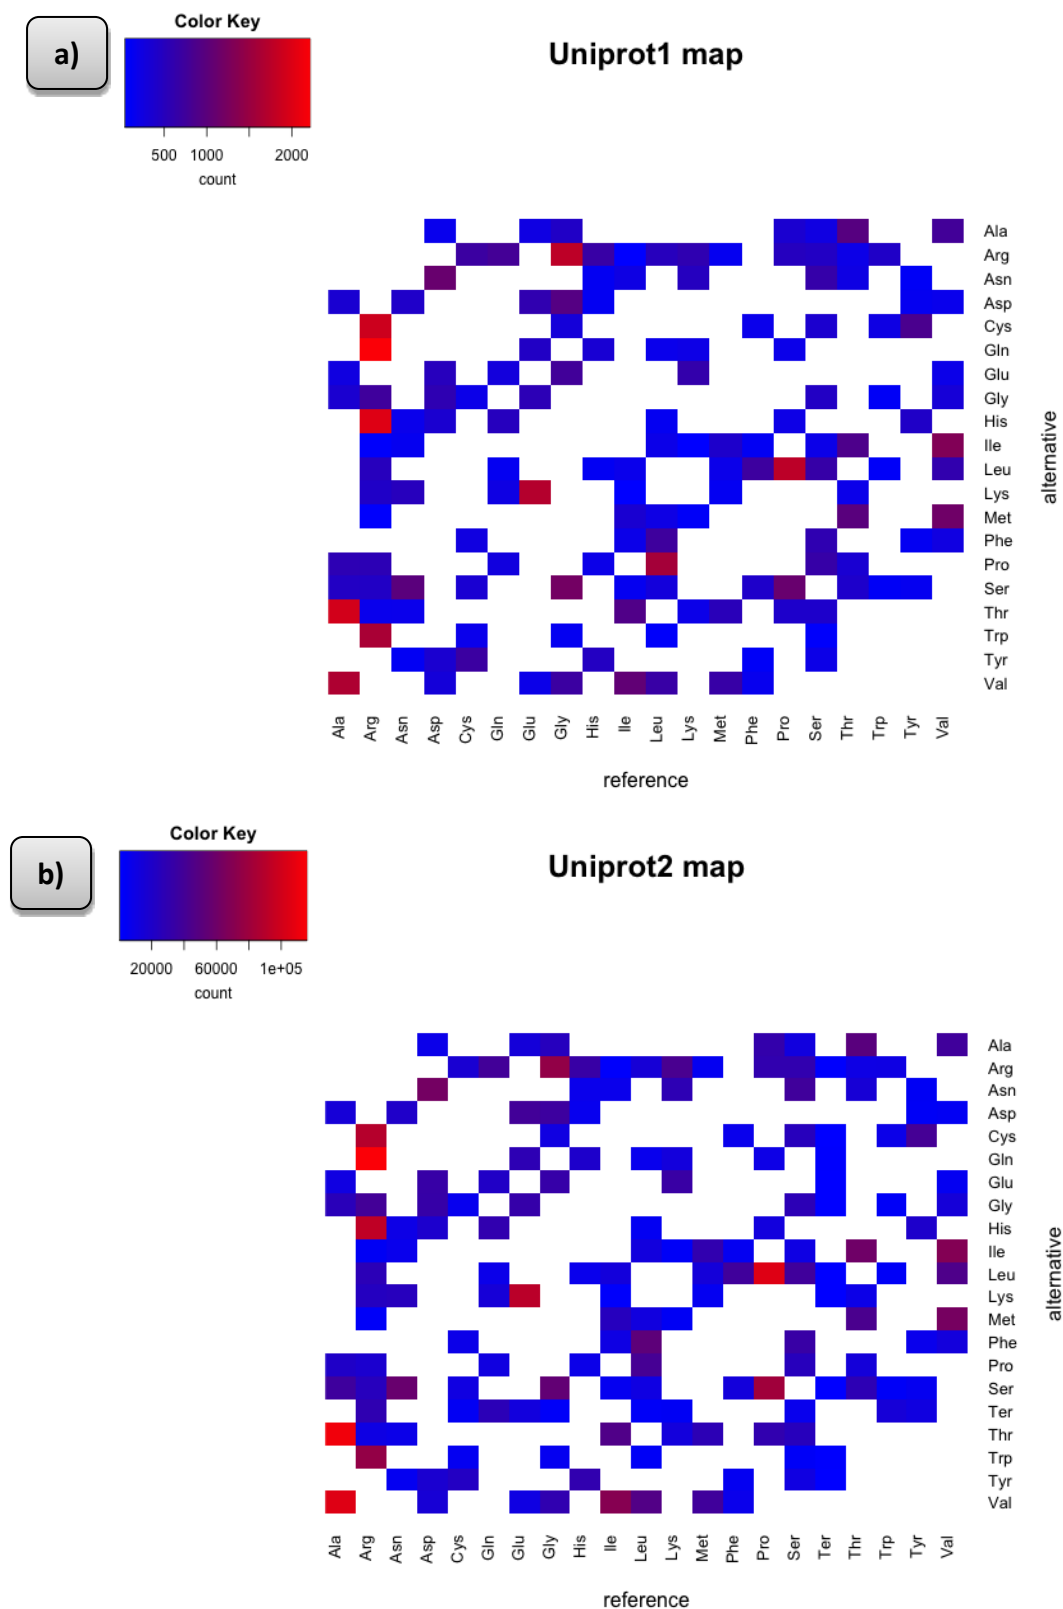 a)
Color Key
500 1000 2000
count
Uniprot1 map
Ala
Arg
Asn
Asp
Cys
Gln
Glu
Gly
His
Ile
Leu
Lys
Met
Phe
Pro
Ser
Thr
Trp
Tyr
Val
alternative
Ala Arg Asn Asp Cys Gln Glu Gly His Ile Leu Lys Met Phe Pro Ser Thr Trp Tyr Val
reference
b)
Color Key
20000 60000 1e+05
count
Uniprot2 map
Ala
Arg
Asn
Asp
Cys
Gln
Glu
Gly
His
Ile
Leu
Lys
Met
Phe
Pro
Ser
Ter
Thr
Trp
Tyr
Val
alternative
Ala Arg Asn Asp Cys Gln Glu Gly His Ile Leu Lys Met Phe Pro Ser Ter Thr Trp Tyr Val
reference